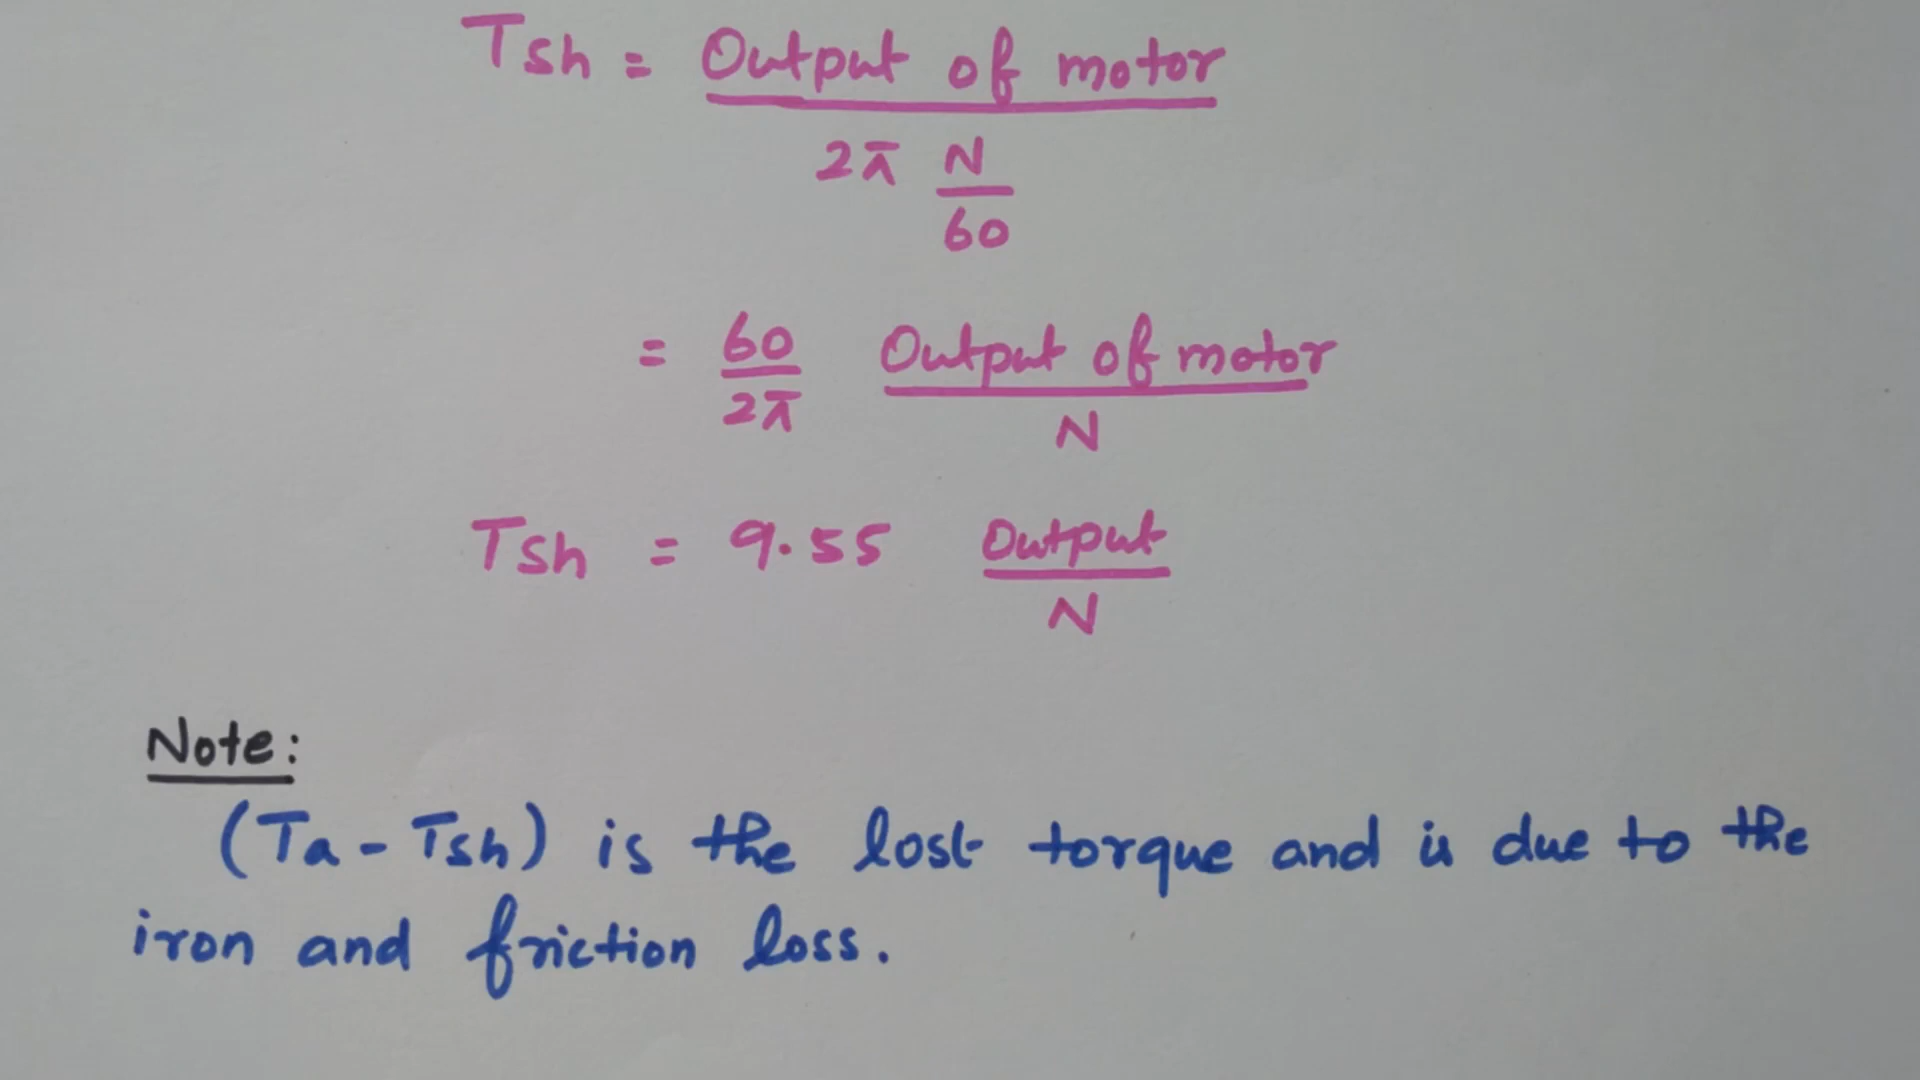 Tsh = Output of motor
2π N
60
= 60 Output of motor
2π N
Tsh = 9.55 Output
N
Note:
(Ta - Tsh) is the lost torque and is due to the
iron and friction loss.